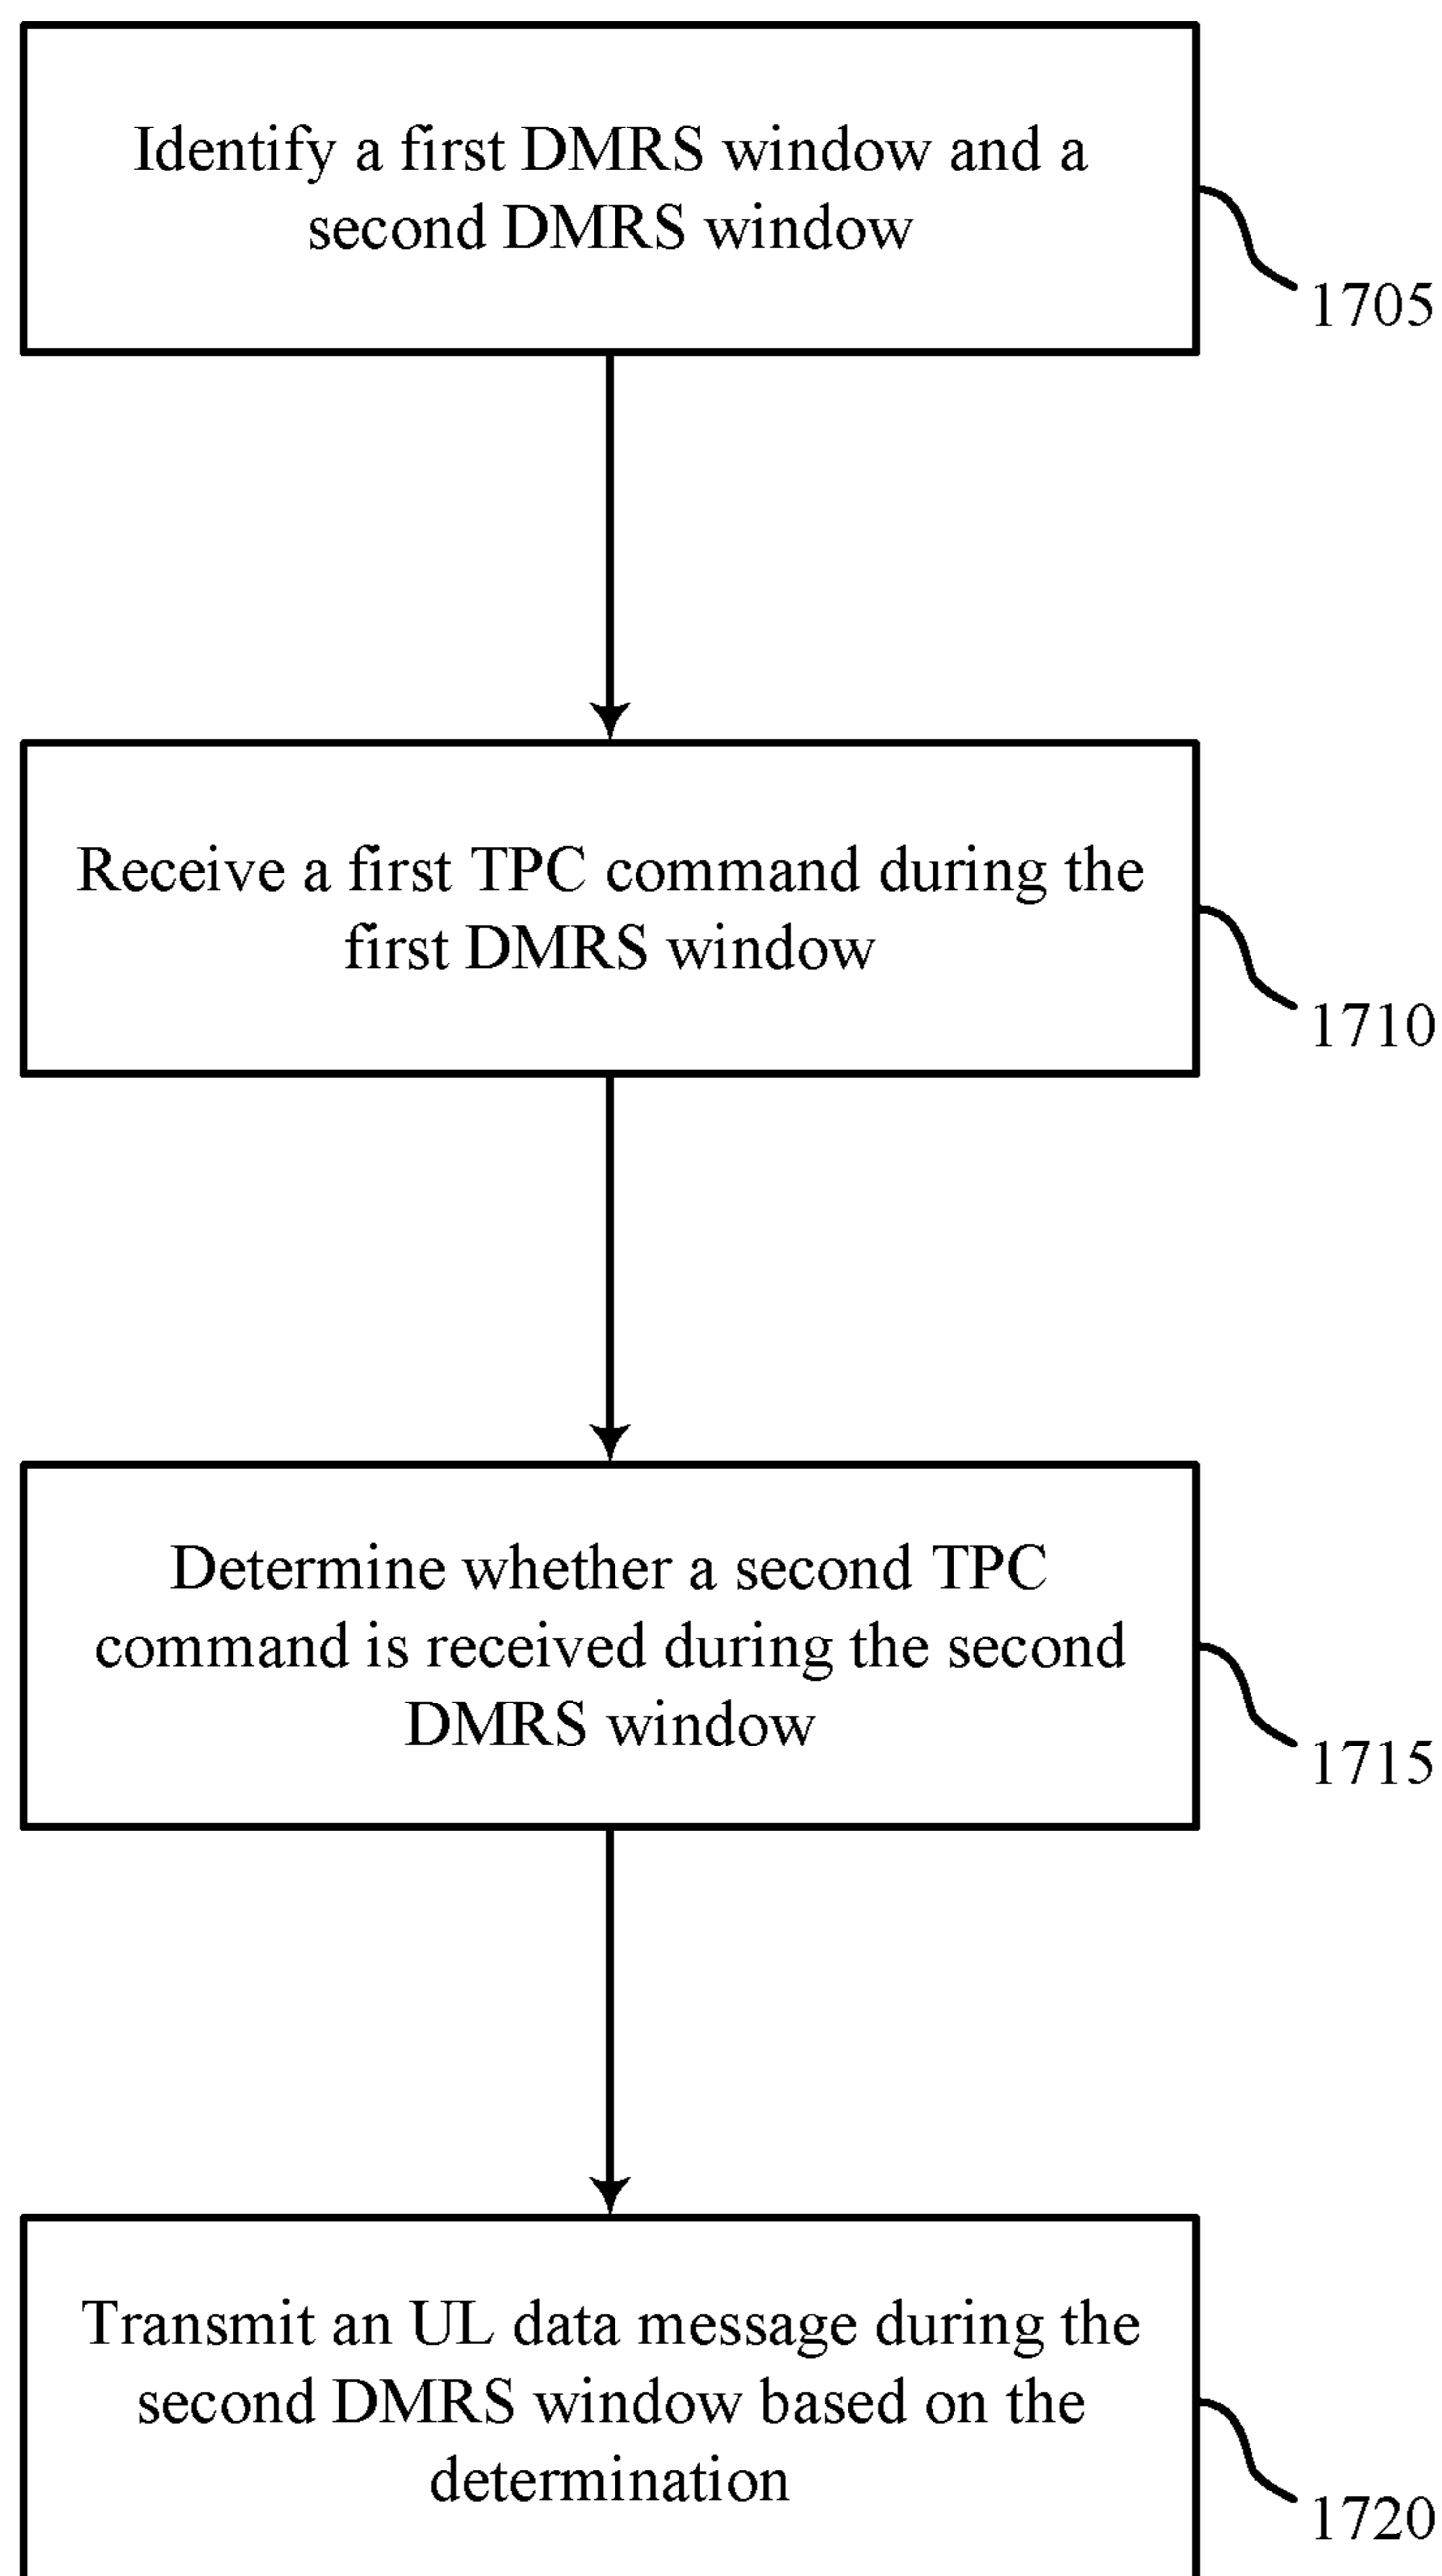 Identify a first DMRS window and a
second DMRS window
1705
Receive a first TPC command during the
first DMRS window
1710
Determine whether a second TPC
command is received during the second
DMRS window
1715
Transmit an UL data message during the
second DMRS window based on the
determination
1720